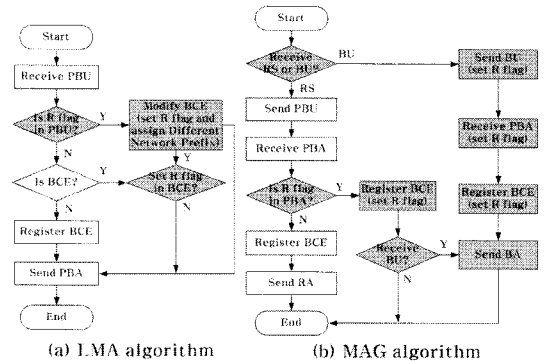 Start
Receive PBU
Is R flag
in PBU?
Y
N
Modify BCE
(set R flag and
assign Different
Network Prefix)
Y
Is BCE?
Y
N
Set R flag
in BCE?
N
Register BCE
Send PBA
End
(a) LMA algorithm
Start
Receive
RS or BU?
BU
RS
Send PBU
Receive PBA
Is R flag
in PBA?
Y
N
Register BCE
(set R flag)
Register BCE
Receive
BU?
Y
N
Send RA
End
Send BU
(set R flag)
Receive PBA
(set R flag)
Register BCE
(set R flag)
Send BA
(b) MAG algorithm